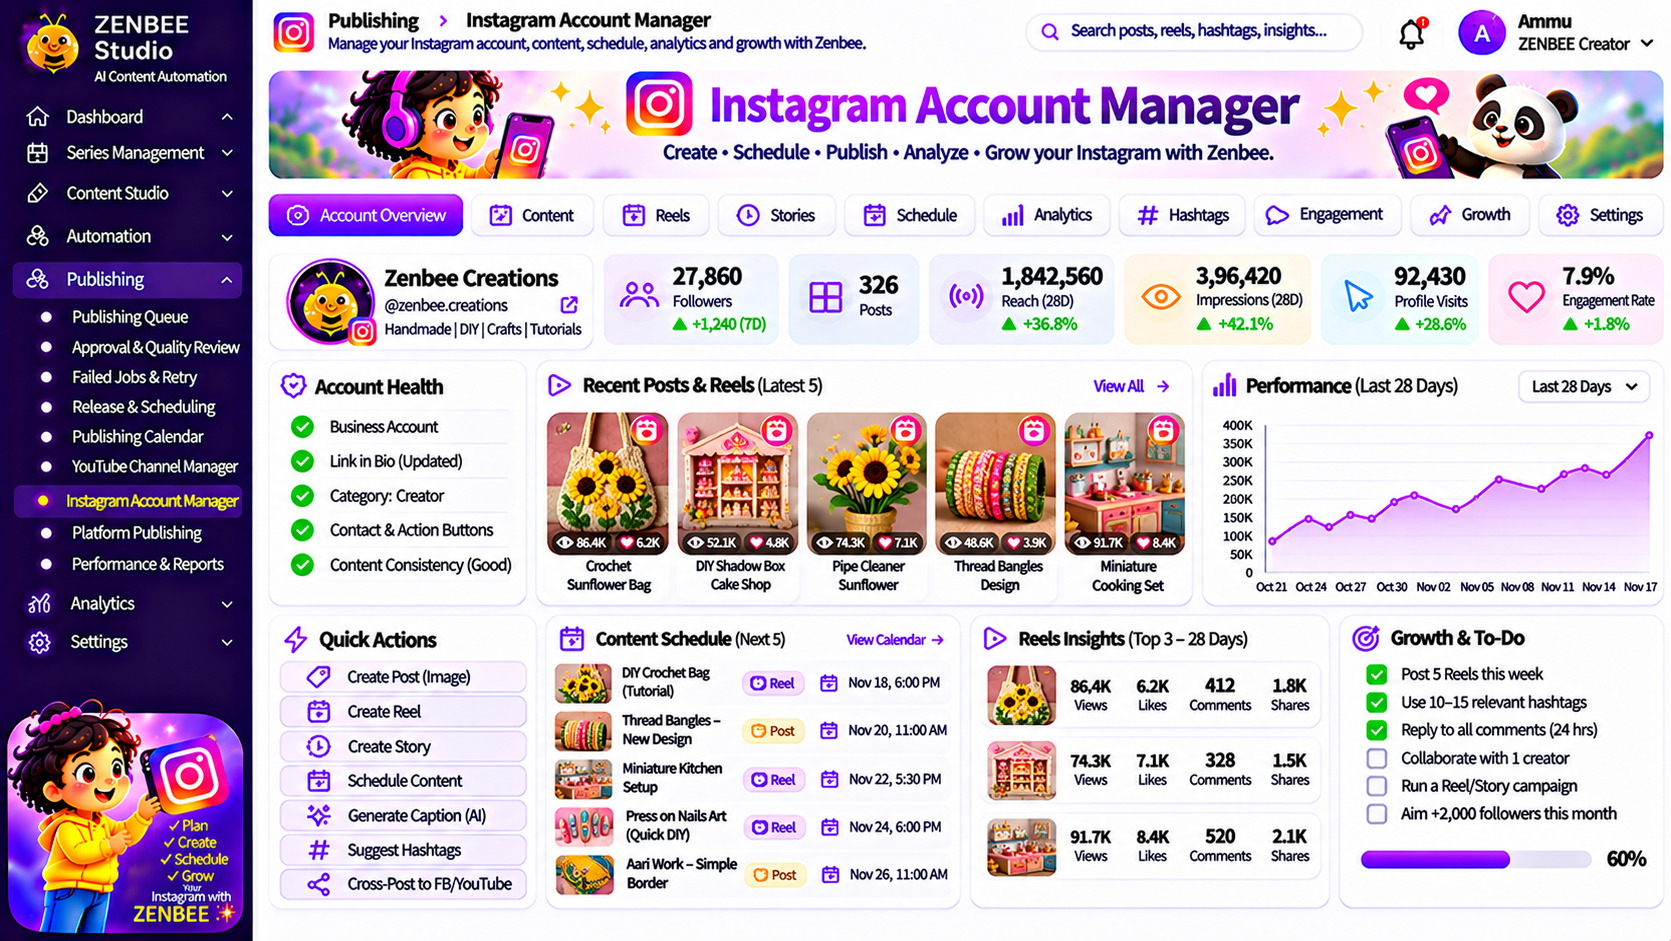 ZENBEE
Studio
AI Content Automation
Dashboard
Series Management
Content Studio
Automation
Publishing
Publishing Queue
Approval & Quality Review
Failed Jobs & Retry
Release & Scheduling
Publishing Calendar
YouTube Channel Manager
Instagram Account Manager
Platform Publishing
Performance & Reports
Analytics
Settings
✓ Plan
✓ Create
✓ Schedule
✓ Grow
Your
Instagram with
ZENBEE
Publishing > Instagram Account Manager
Manage your Instagram account, content, schedule, analytics and growth with Zenbee.
Search posts, reels, hashtags, insights...
1
A
Ammu
ZENBEE Creator
Instagram Account Manager
Create • Schedule • Publish • Analyze • Grow your Instagram with Zenbee.
Account Overview
Content
Reels
Stories
Schedule
Analytics
Hashtags
Engagement
Growth
Settings
Zenbee Creations
@zenbee.creations
Handmade | DIY | Crafts | Tutorials
27,860
Followers
▲ +1,240 (7D)
326
Posts
1,842,560
Reach (28D)
▲ +36.8%
3,96,420
Impressions (28D)
▲ +42.1%
92,430
Profile Visits
▲ +28.6%
7.9%
Engagement Rate
▲ +1.8%
Account Health
Business Account
Link in Bio (Updated)
Category: Creator
Contact & Action Buttons
Content Consistency (Good)
Recent Posts & Reels (Latest 5)
View All →
86.4K 6.2K
Crochet
Sunflower Bag
52.1K 4.8K
DIY Shadow Box
Cake Shop
74.3K 7.1K
Pipe Cleaner
Sunflower
48.6K 3.9K
Thread Bangles
Design
91.7K 8.4K
Miniature
Cooking Set
Performance (Last 28 Days)
Last 28 Days
400K
350K
300K
250K
200K
150K
100K
50K
0
Oct 21 Oct 24 Oct 27 Oct 30 Nov 02 Nov 05 Nov 08 Nov 11 Nov 14 Nov 17
Quick Actions
Create Post (Image)
Create Reel
Create Story
Schedule Content
Generate Caption (AI)
Suggest Hashtags
Cross-Post to FB/YouTube
Content Schedule (Next 5)
View Calendar →
DIY Crochet Bag
(Tutorial)
Reel
Nov 18, 6:00 PM
Thread Bangles –
New Design
Post
Nov 20, 11:00 AM
Miniature Kitchen
Setup
Reel
Nov 22, 5:30 PM
Press on Nails Art
(Quick DIY)
Reel
Nov 24, 6:00 PM
Aari Work – Simple
Border
Post
Nov 26, 11:00 AM
Reels Insights (Top 3 – 28 Days)
86,4K 6.2K 412 1.8K
Views Likes Comments Shares
74.3K 7.1K 328 1.5K
Views Likes Comments Shares
91.7K 8.4K 520 2.1K
Views Likes Comments Shares
Growth & To-Do
Post 5 Reels this week
Use 10–15 relevant hashtags
Reply to all comments (24 hrs)
Collaborate with 1 creator
Run a Reel/Story campaign
Aim +2,000 followers this month
60%